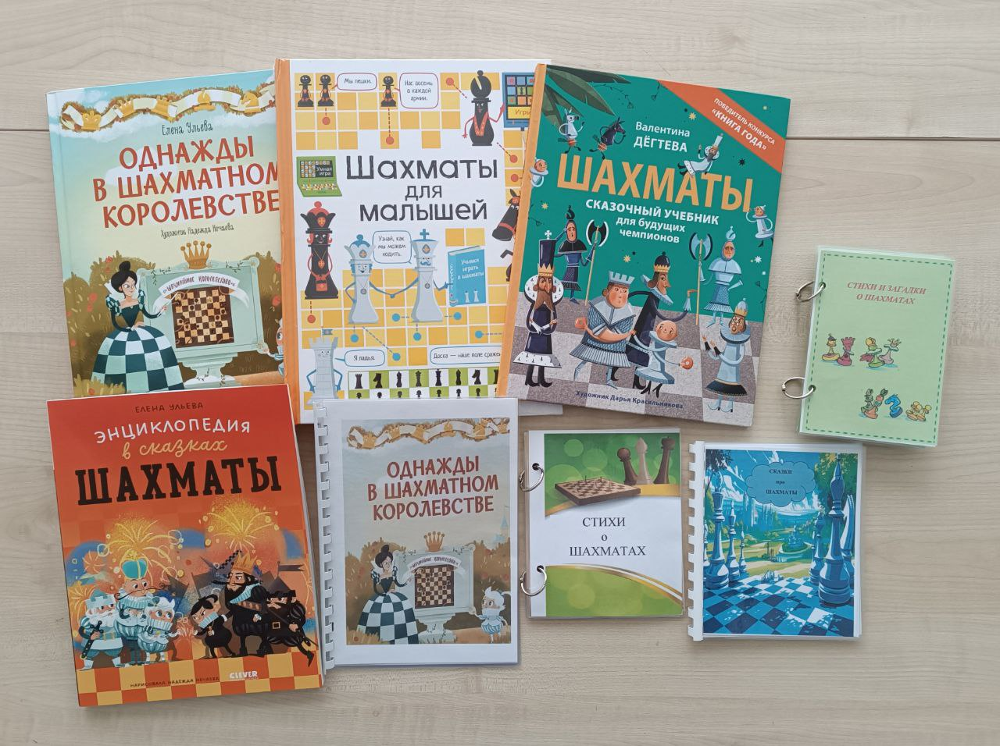 Елена Ульева
ОДНАЖДЫ
В ШАХМАТНОМ
КОРОЛЕВСТВЕ
Художник Надежда Нечаева
ШАХМАТНОЕ КОРОЛЕВСТВО
Мы пешки.
Нас восемь
в каждой
армии.
Игры
Умная
игра
Шахматы
для
малышей
Узнай, как
мы можем
ходить.
Учимся
играть
в шахматы
Я ладья.
Доска — наше поле
ПОБЕДИТЕЛЬ КОНКУРСА
«КНИГА ГОДА»
Валентина
ДЁГТЕВА
ШАХМАТЫ
СКАЗОЧНЫЙ УЧЕБНИК
для будущих
чемпионов
Художник Дарья Красильникова
СТИХИ И ЗАГАДКИ
О ШАХМАТАХ
ЕЛЕНА УЛЬЕВА
ЭНЦИКЛОПЕДИЯ
в сказках
ШАХМАТЫ
НАРИСОВАЛА НАДЕЖДА НЕЧАЕВА
CLEVER
ОДНАЖДЫ
В ШАХМАТНОМ
КОРОЛЕВСТВЕ
СТИХИ
о
ШАХМАТАХ
СКАЗКИ
про
ШАХМАТЫ